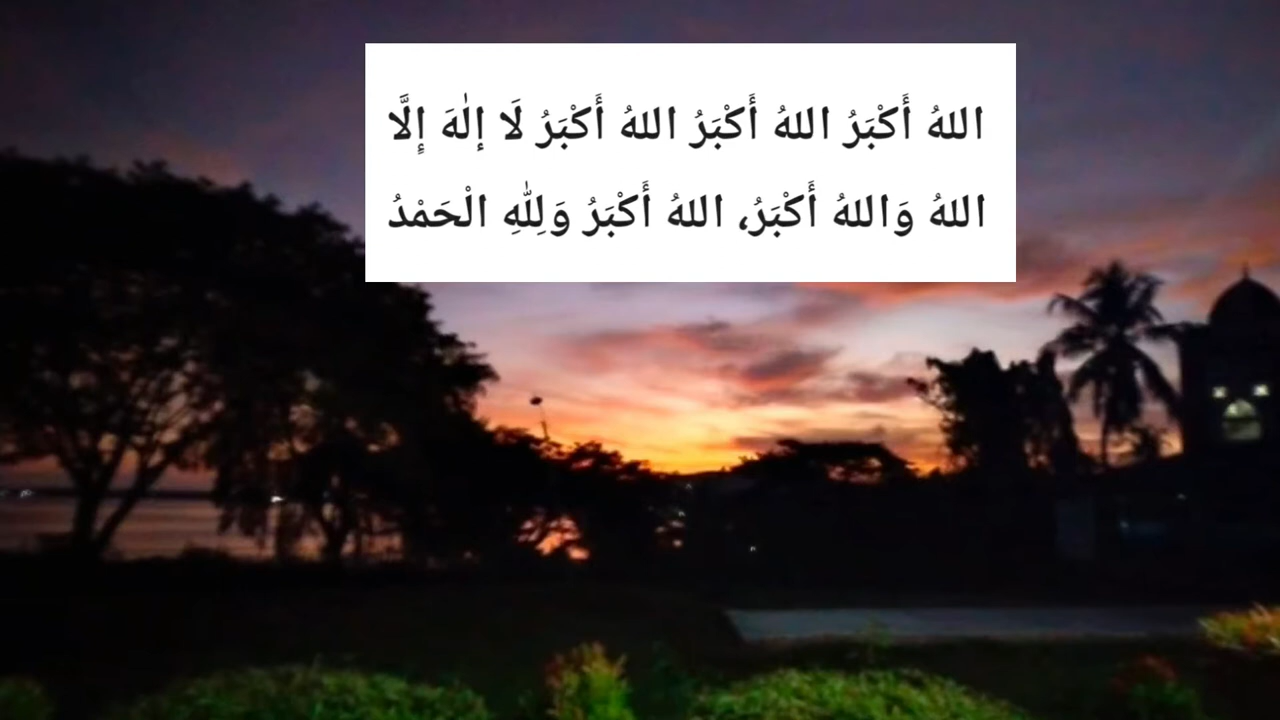 اللهُ أَكْبَرُ اللهُ أَكْبَرُ اللهُ أَكْبَرُ لَا إِلٰهَ إِلَّا
اللهُ وَاللهُ أَكْبَرُ، اللهُ أَكْبَرُ وَلِلّٰهِ الْحَمْدُ